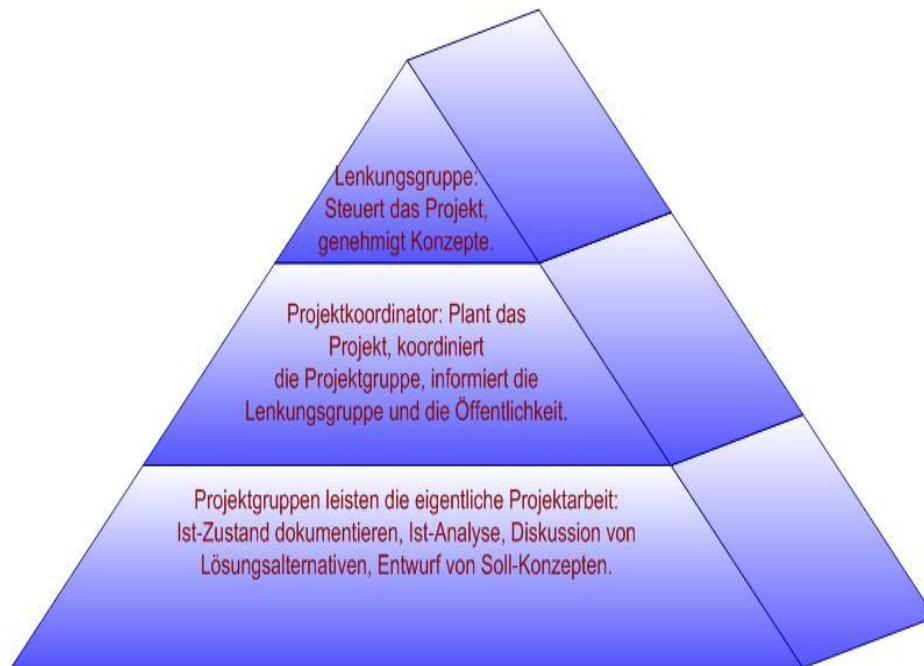 Lenkungsgruppe:
Steuert das Projekt,
genehmigt Konzepte.
Projektkoordinator: Plant das
Projekt, koordiniert
die Projektgruppe, informiert die
Lenkungsgruppe und die Öffentlichkeit.
Projektgruppen leisten die eigentliche Projektarbeit:
Ist-Zustand dokumentieren, Ist-Analyse, Diskussion von
Lösungsalternativen, Entwurf von Soll-Konzepten.